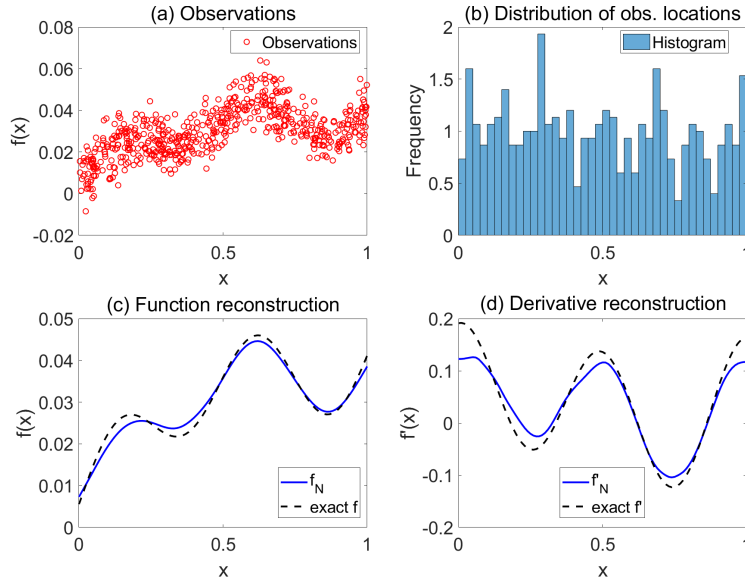 (a) Observations
0.08
0.06
0.04
0.02
0
-0.02
f(x)
Observations
0
0.5
1
x
(b) Distribution of obs. locations
2
1.5
1
0.5
0
Frequency
Histogram
0
0.5
1
x
(c) Function reconstruction
0.05
0.04
0.03
0.02
0.01
0
f(x)
f_N
exact f
0
0.5
1
x
(d) Derivative reconstruction
0.2
0.1
0
-0.1
-0.2
f'(x)
f'_N
exact f'
0
0.5
1
x